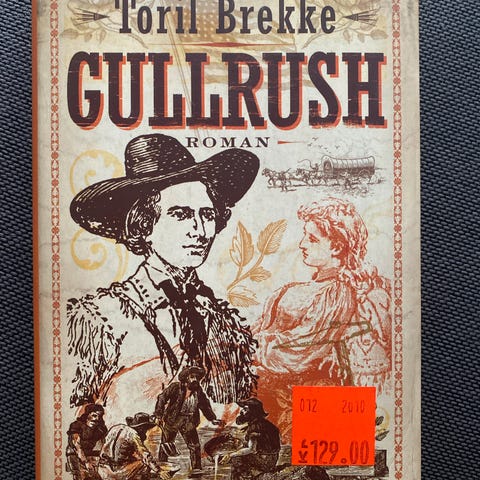 Toril Brekke
GULLRUSH
ROMAN
012 2010
129.00